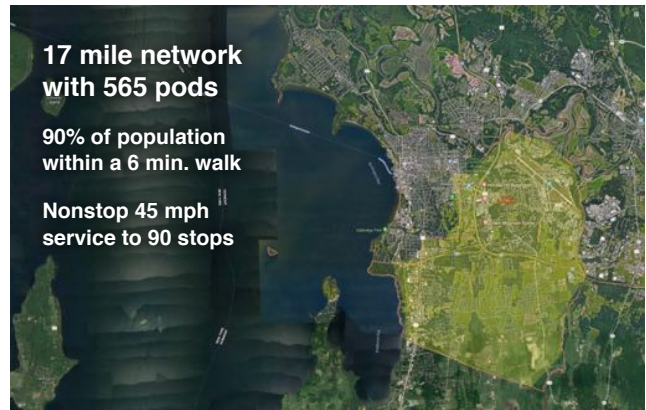 17 mile network
with 565 pods
90% of population
within a 6 min. walk
Nonstop 45 mph
service to 90 stops